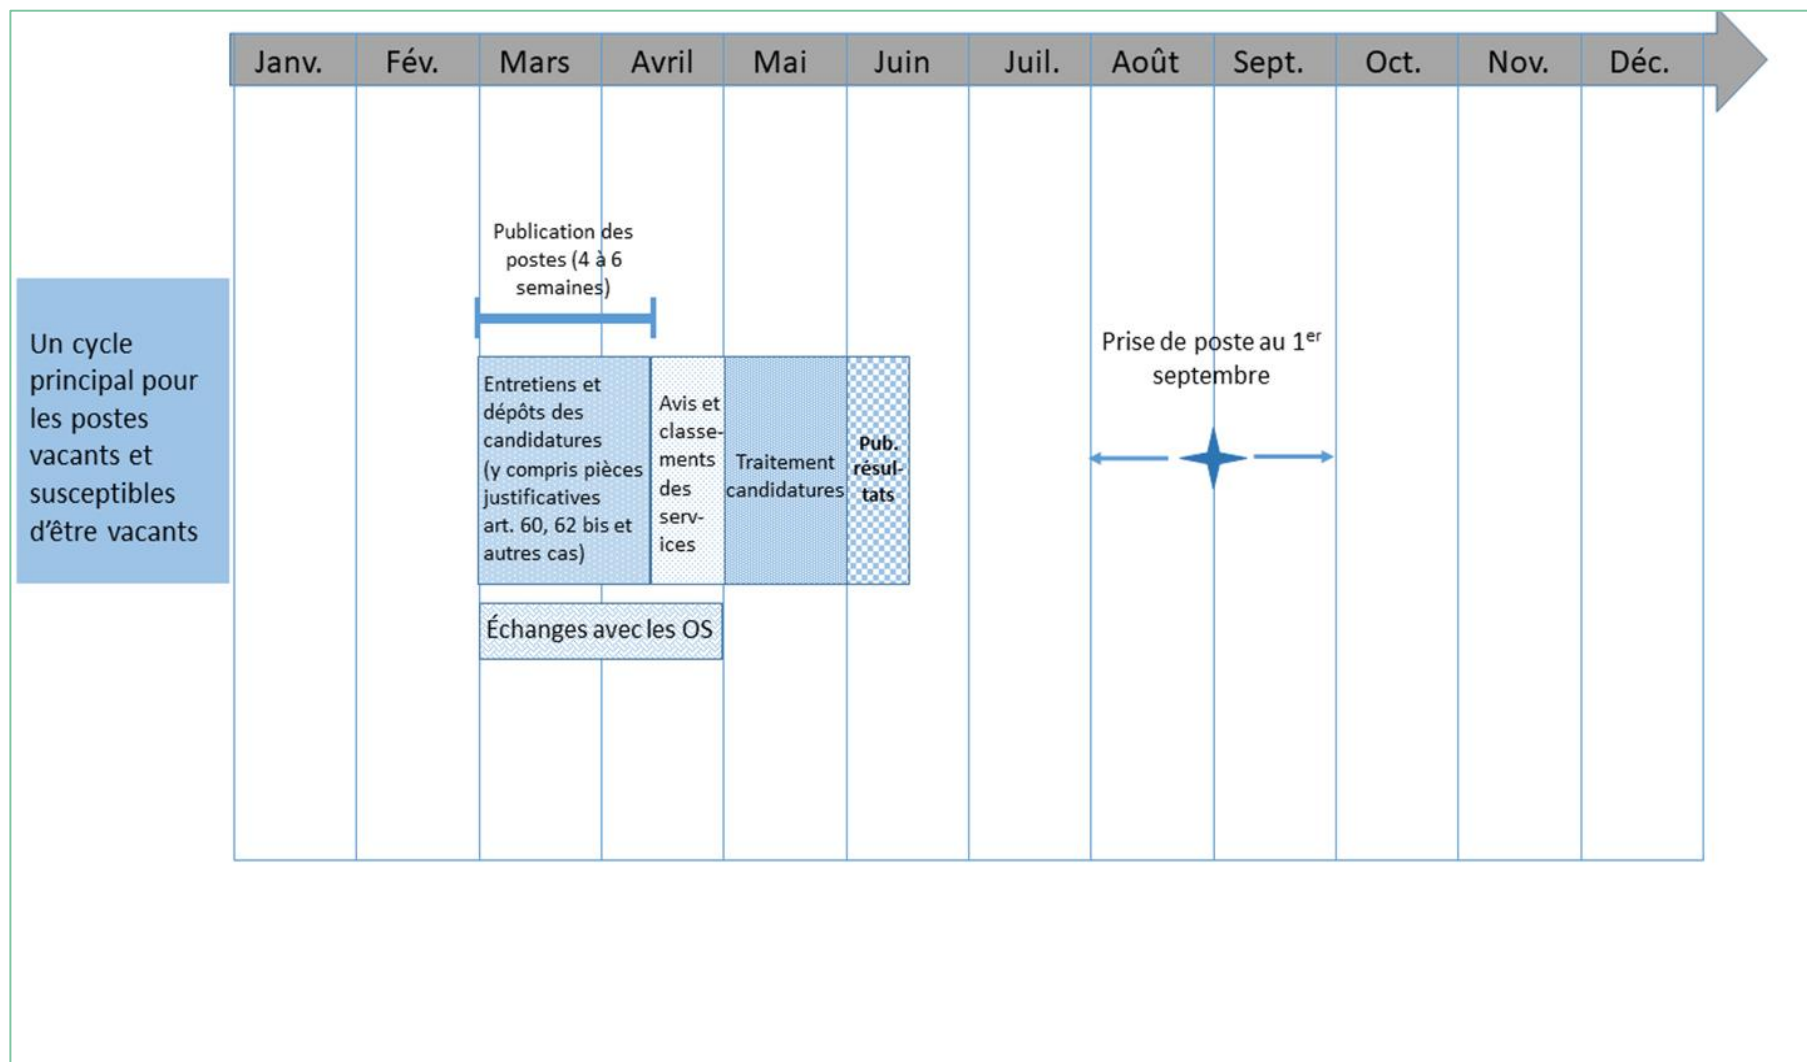 Janv. Fév. Mars Avril Mai Juin Juil. Août Sept. Oct. Nov. Déc.
Publication des
postes (4 à 6
semaines)
Un cycle
principal pour
les postes
vacants et
susceptibles
d'être vacants
Entretiens et
dépôts des
candidatures
(y compris pièces
justificatives
art. 60, 62 bis et
autres cas)
Avis et
classe-
ments
des
serv-
ices
Traitement
candidatures
Pub.
résul-
tats
Prise de poste au 1er
septembre
Échanges avec les OS